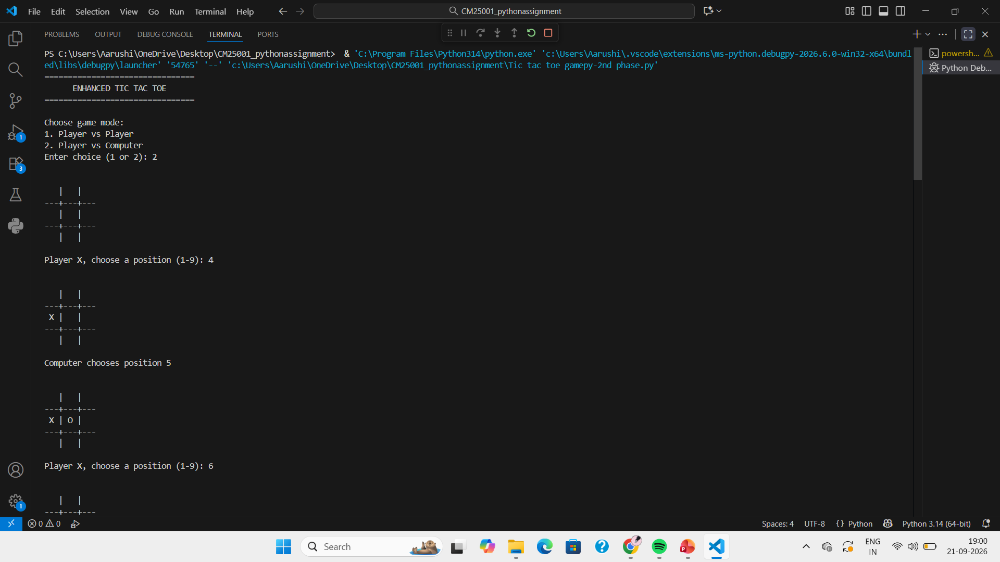 File Edit Selection View Go Run Terminal Help
CM25001_pythonassignment
PROBLEMS OUTPUT DEBUG CONSOLE TERMINAL PORTS
PS C:\Users\Aarushi\OneDrive\Desktop\CM25001_pythonassignment>  & 'C:\Program Files\Python314\python.exe' 'c:\Users\Aarushi\.vscode\extensions\ms-python.debugpy-2026.6.0-win32-x64\bundl
ed\libs\debugpy\launcher' '54765' '--' 'c:\Users\Aarushi\OneDrive\Desktop\CM25001_pythonassignment\Tic tac toe gamepy-2nd phase.py'
powersh...
Python Deb...
================================
      ENHANCED TIC TAC TOE
================================
Choose game mode:
1. Player vs Player
2. Player vs Computer
Enter choice (1 or 2): 2
   |   |
---+---+---
   |   |
---+---+---
   |   |
Player X, choose a position (1-9): 4
   |   |
---+---+---
 X |   |
---+---+---
   |   |
Computer chooses position 5
   |   |
---+---+---
 X | O |
---+---+---
   |   |
Player X, choose a position (1-9): 6
   |   |
---+---+---
1
3
1
0 0
Spaces: 4 UTF-8 {} Python Python 3.14 (64-bit)
Search
ENG
IN
19:00
21-09-2026